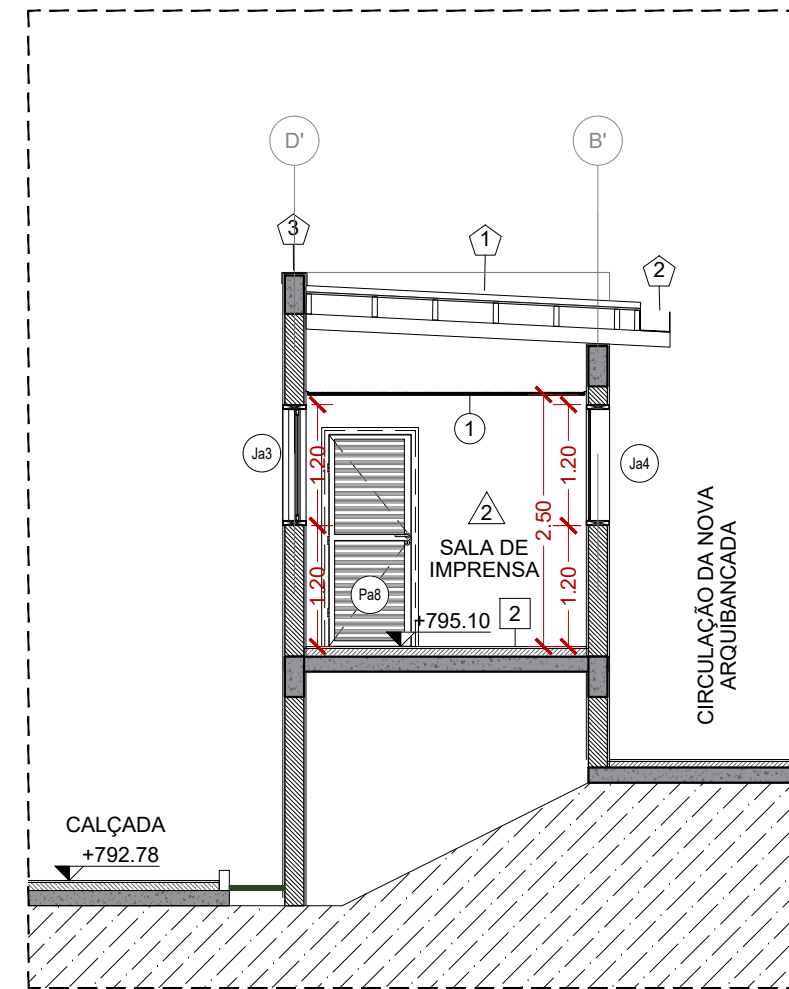 D'
B'
3
1
2
1
Ja3
Ja4
1.20
1.20
2.50
1.20
1.20
2
SALA DE
IMPRENSA
Pa8
+795.10
2
CIRCULAÇÃO DA NOVA
ARQUIBANCADA
CALÇADA
+792.78